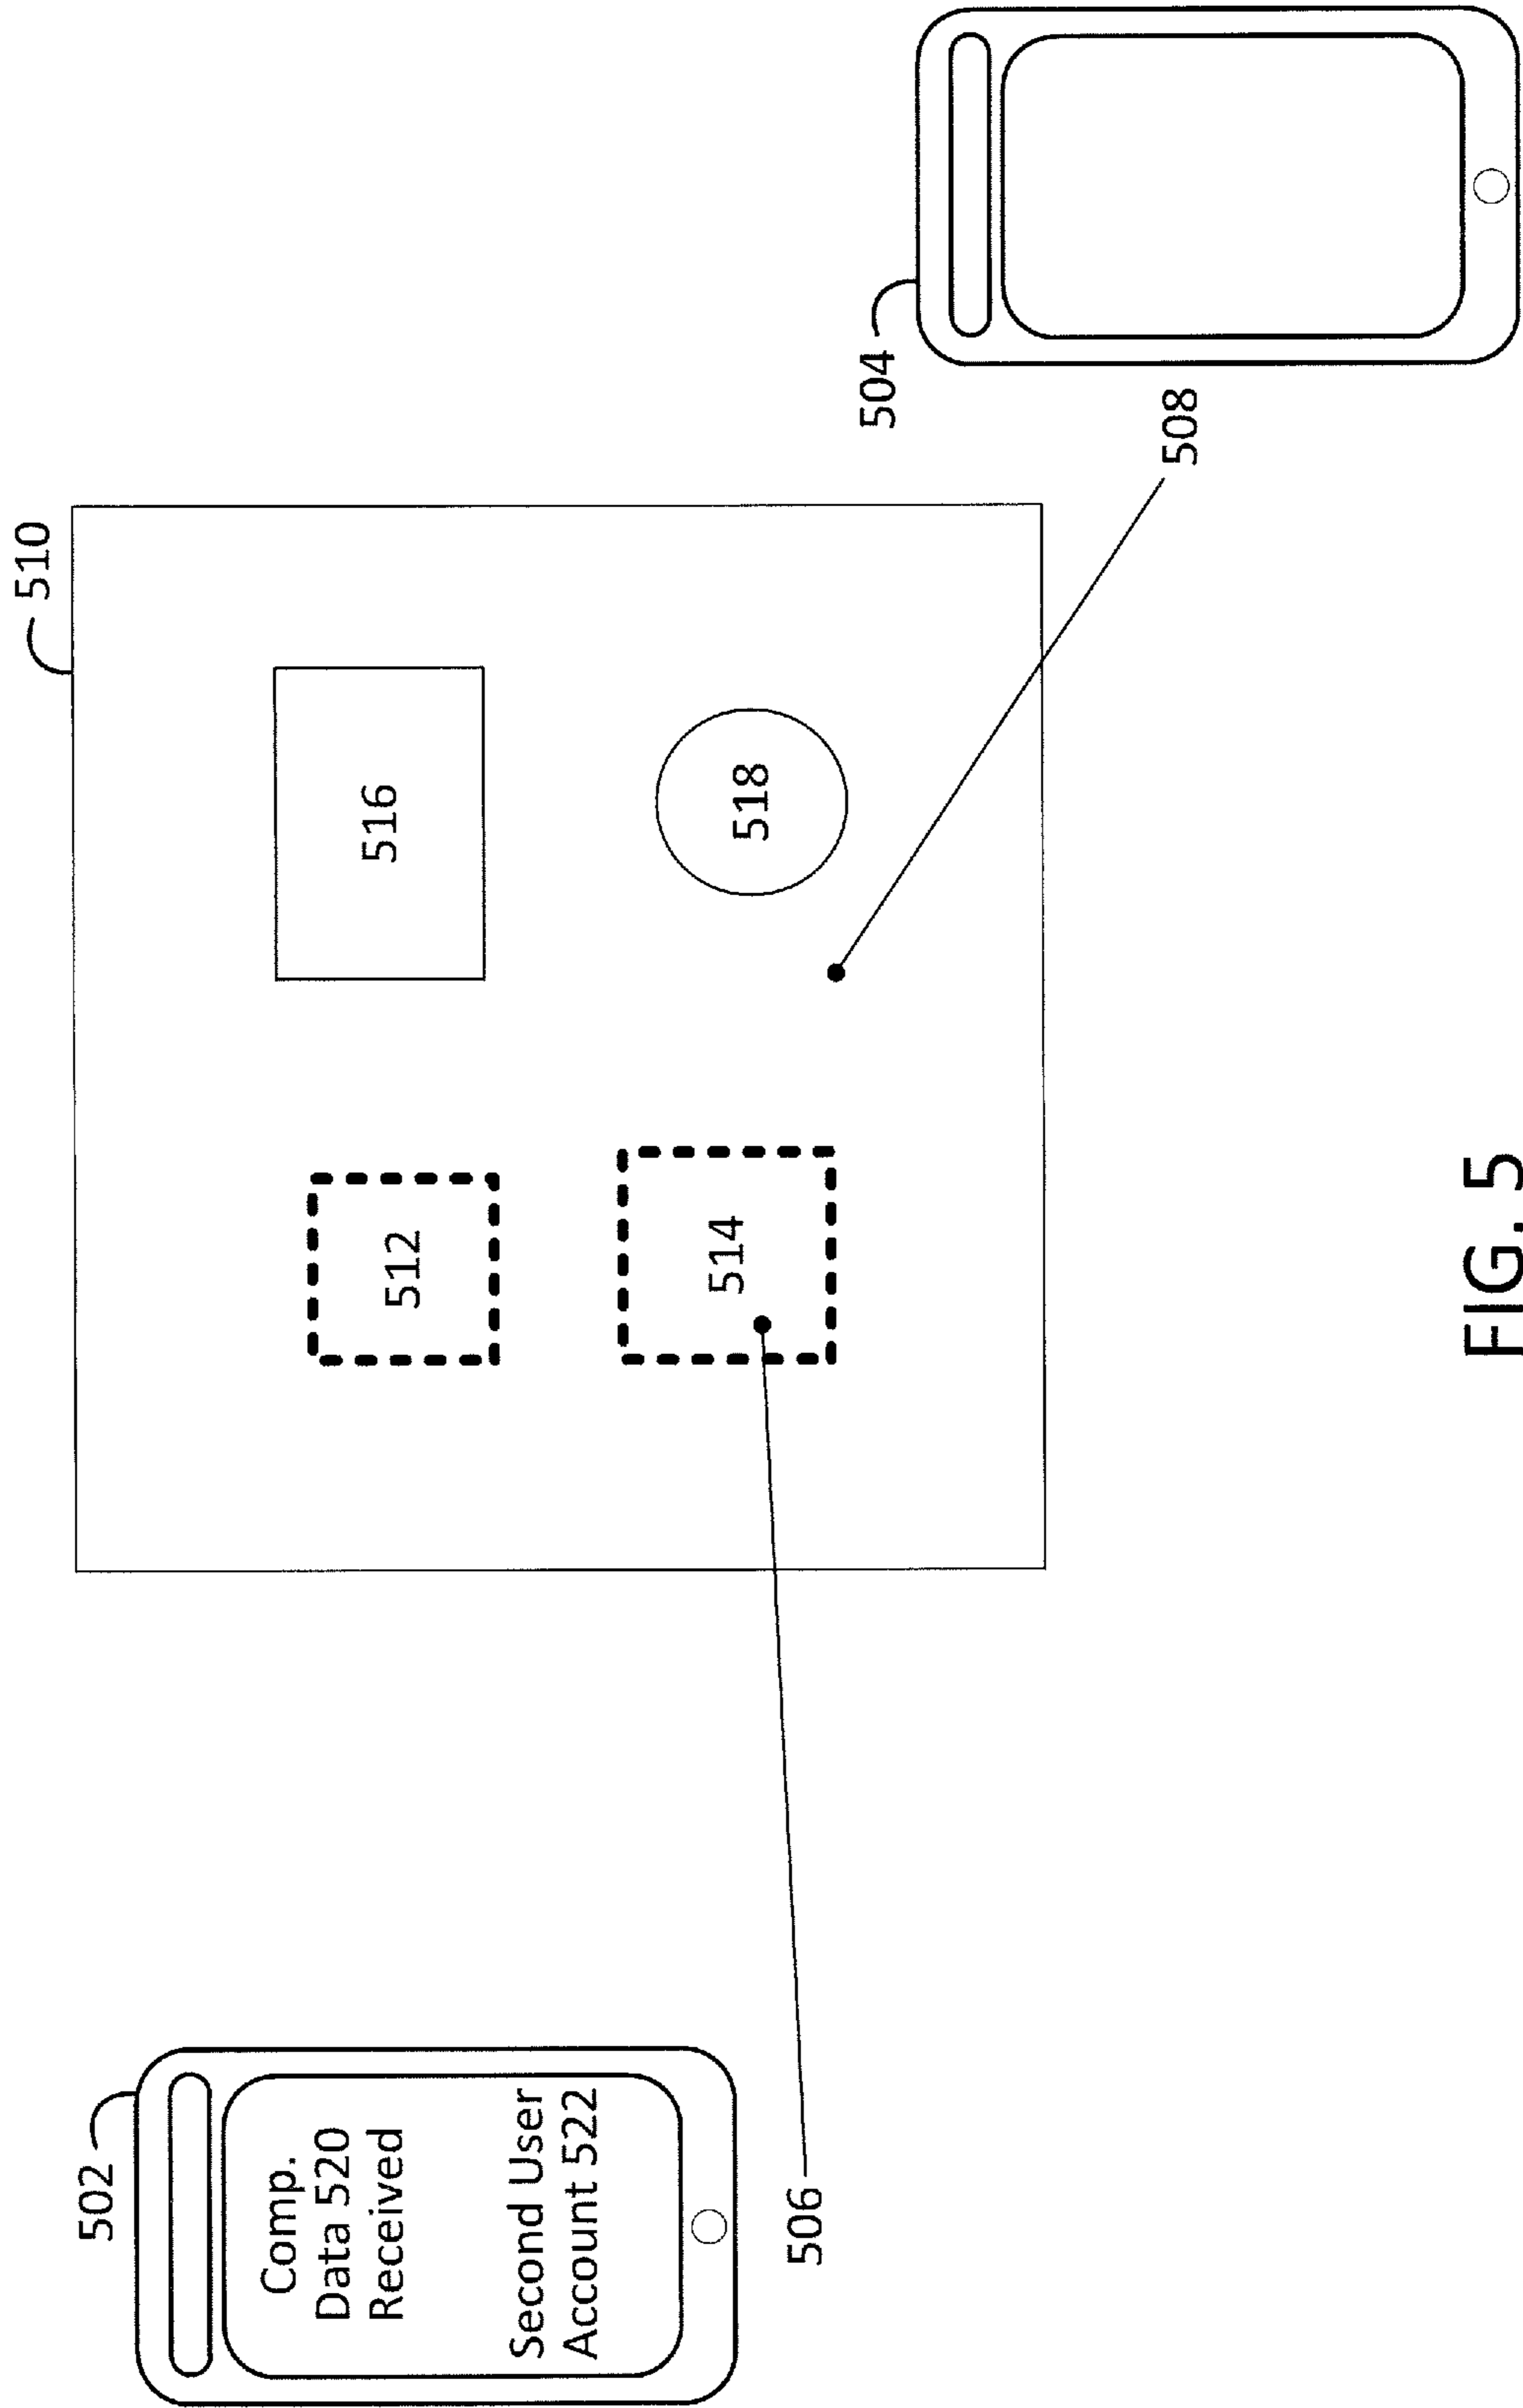 510
502
Comp.
Data 520
Received
Second User
Account 522
512
516
514
518
504
506
508
FIG. 5